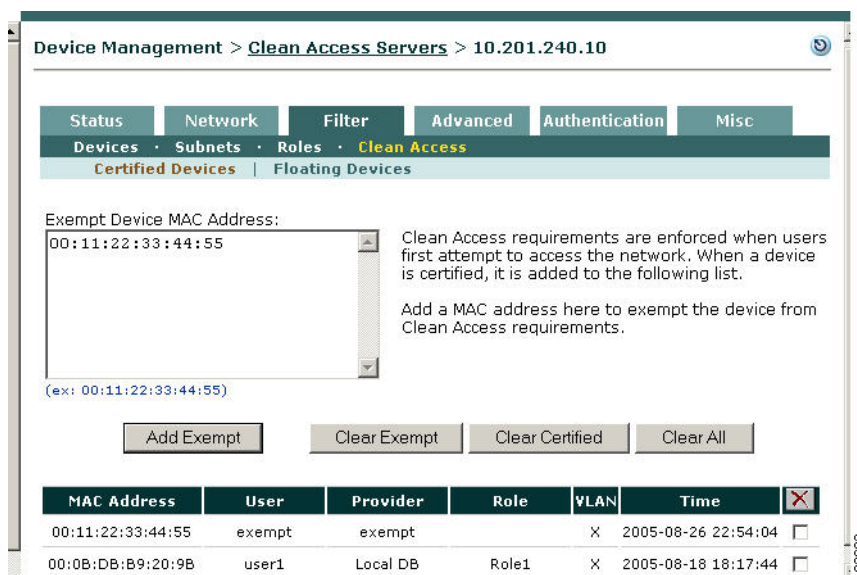 Device Management > Clean Access Servers > 10.201.240.10
Status Network Filter Advanced Authentication Misc
Devices · Subnets · Roles · Clean Access
Certified Devices | Floating Devices
Exempt Device MAC Address:
00:11:22:33:44:55
Clean Access requirements are enforced when users
first attempt to access the network. When a device
is certified, it is added to the following list.
Add a MAC address here to exempt the device from
Clean Access requirements.
(ex: 00:11:22:33:44:55)
Add Exempt Clear Exempt Clear Certified Clear All
MAC Address User Provider Role VLAN Time
00:11:22:33:44:55 exempt exempt X 2005-08-26 22:54:04
00:0B:DB:B9:20:9B user1 Local DB Role1 X 2005-08-18 18:17:44